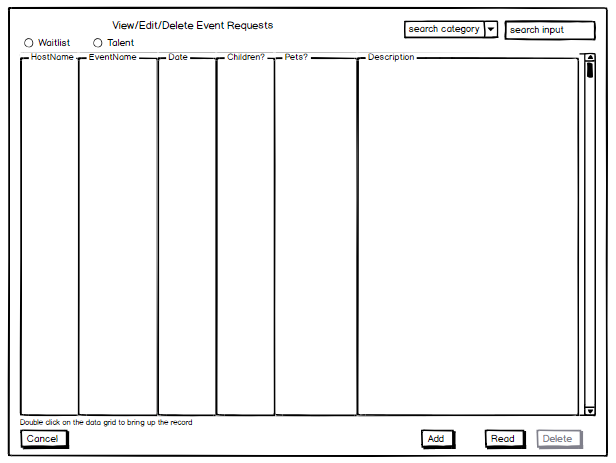 View/Edit/Delete Event Requests
search category
search input
Waitlist Talent
HostName EventName Date Children? Pets? Description
Double click on the data grid to bring up the record
Cancel Add Read Delete